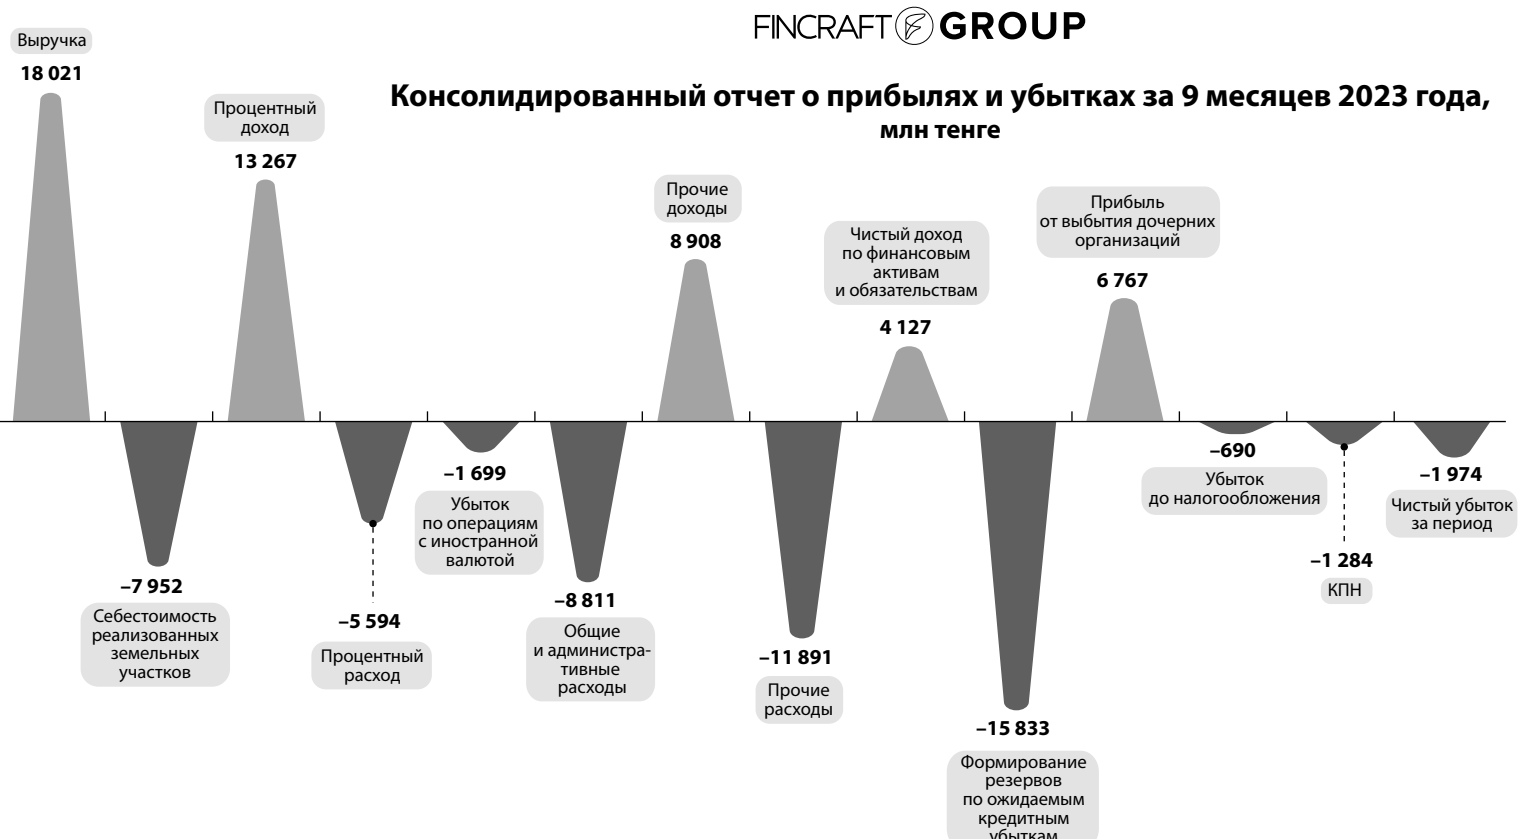 FINCRAFT GROUP
Консолидированный отчет о прибылях и убытках за 9 месяцев 2023 года,
млн тенге
Выручка
18 021
–7 952
Себестоимость
реализованных
земельных
участков
Процентный
доход
13 267
–5 594
Процентный
расход
–1 699
Убыток
по операциям
с иностранной
валютой
–8 811
Общие
и администра-
тивные
расходы
Прочие
доходы
8 908
–11 891
Прочие
расходы
Чистый доход
по финансовым
активам
и обязательствам
4 127
–15 833
Формирование
резервов
по ожидаемым
кредитным
убыткам
Прибыль
от выбытия дочерних
организаций
6 767
–690
Убыток
до налогообложения
–1 284
КПН
–1 974
Чистый убыток
за период